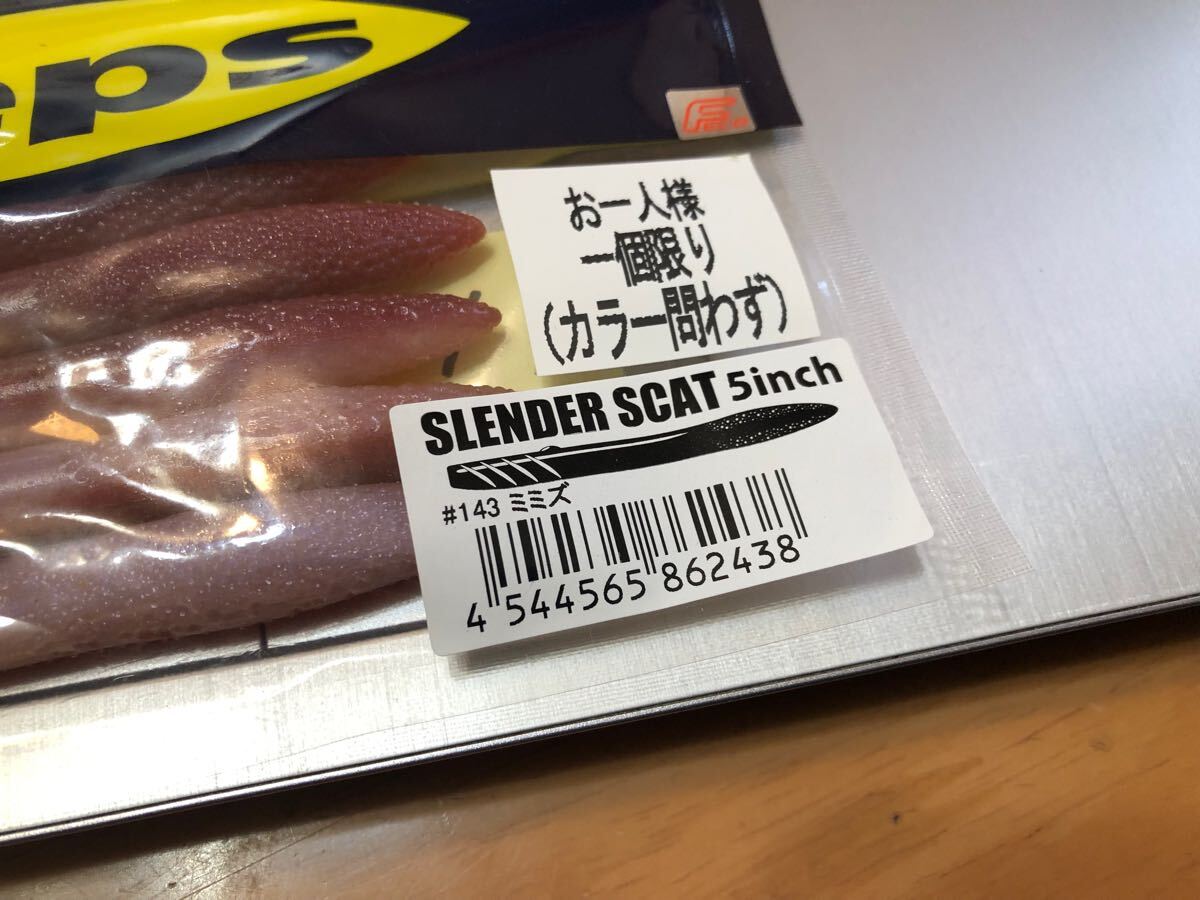 eps
お一人様
一個限り
(カラー問わず)
SLENDER SCAT 5inch
#143 ミミズ
4 544565 862438